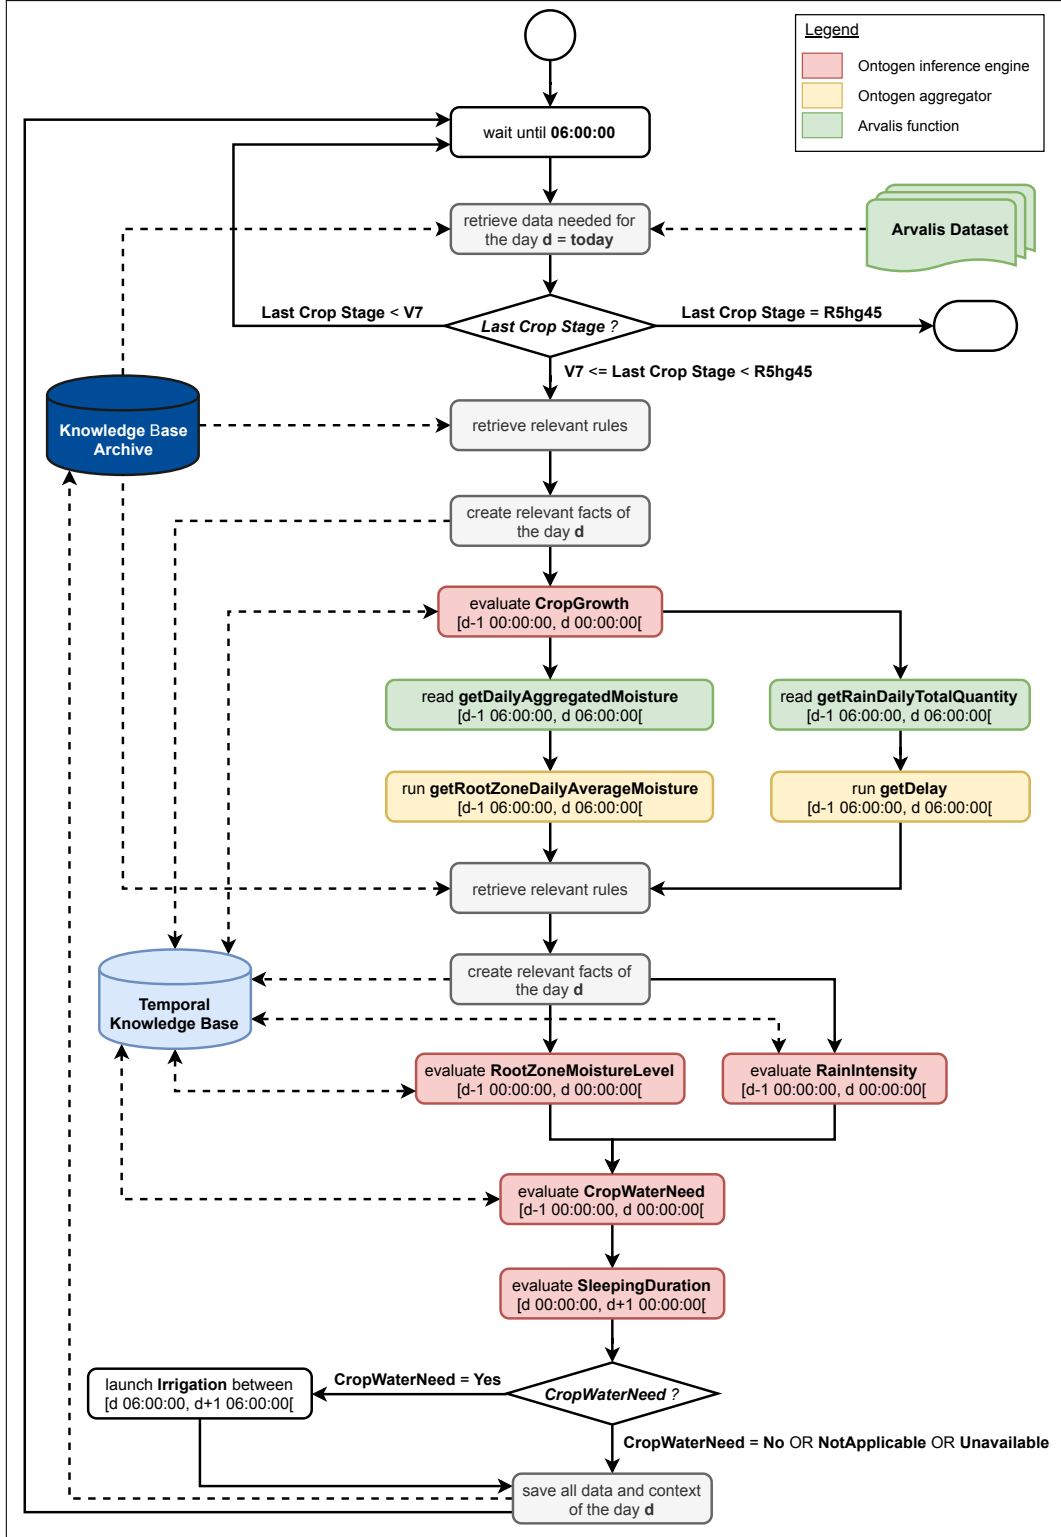 Legend
Ontogen inference engine
Ontogen aggregator
Arvalis function
wait until 06:00:00
retrieve data needed for
the day d = today
Arvalis Dataset
Last Crop Stage < V7
Last Crop Stage ?
Last Crop Stage = R5hg45
V7 <= Last Crop Stage < R5hg45
Knowledge Base
Archive
retrieve relevant rules
create relevant facts of
the day d
evaluate CropGrowth
[d-1 00:00:00, d 00:00:00[
read getDailyAggregatedMoisture
[d-1 06:00:00, d 06:00:00[
read getRainDailyTotalQuantity
[d-1 06:00:00, d 06:00:00[
run getRootZoneDailyAverageMoisture
[d-1 06:00:00, d 06:00:00[
run getDelay
[d-1 06:00:00, d 06:00:00[
retrieve relevant rules
create relevant facts of
the day d
Temporal
Knowledge Base
evaluate RootZoneMoistureLevel
[d-1 00:00:00, d 00:00:00[
evaluate RainIntensity
[d-1 00:00:00, d 00:00:00[
evaluate CropWaterNeed
[d-1 00:00:00, d 00:00:00[
evaluate SleepingDuration
[d 00:00:00, d+1 00:00:00[
launch Irrigation between
[d 06:00:00, d+1 06:00:00[
CropWaterNeed = Yes
CropWaterNeed ?
CropWaterNeed = No OR NotApplicable OR Unavailable
save all data and context
of the day d